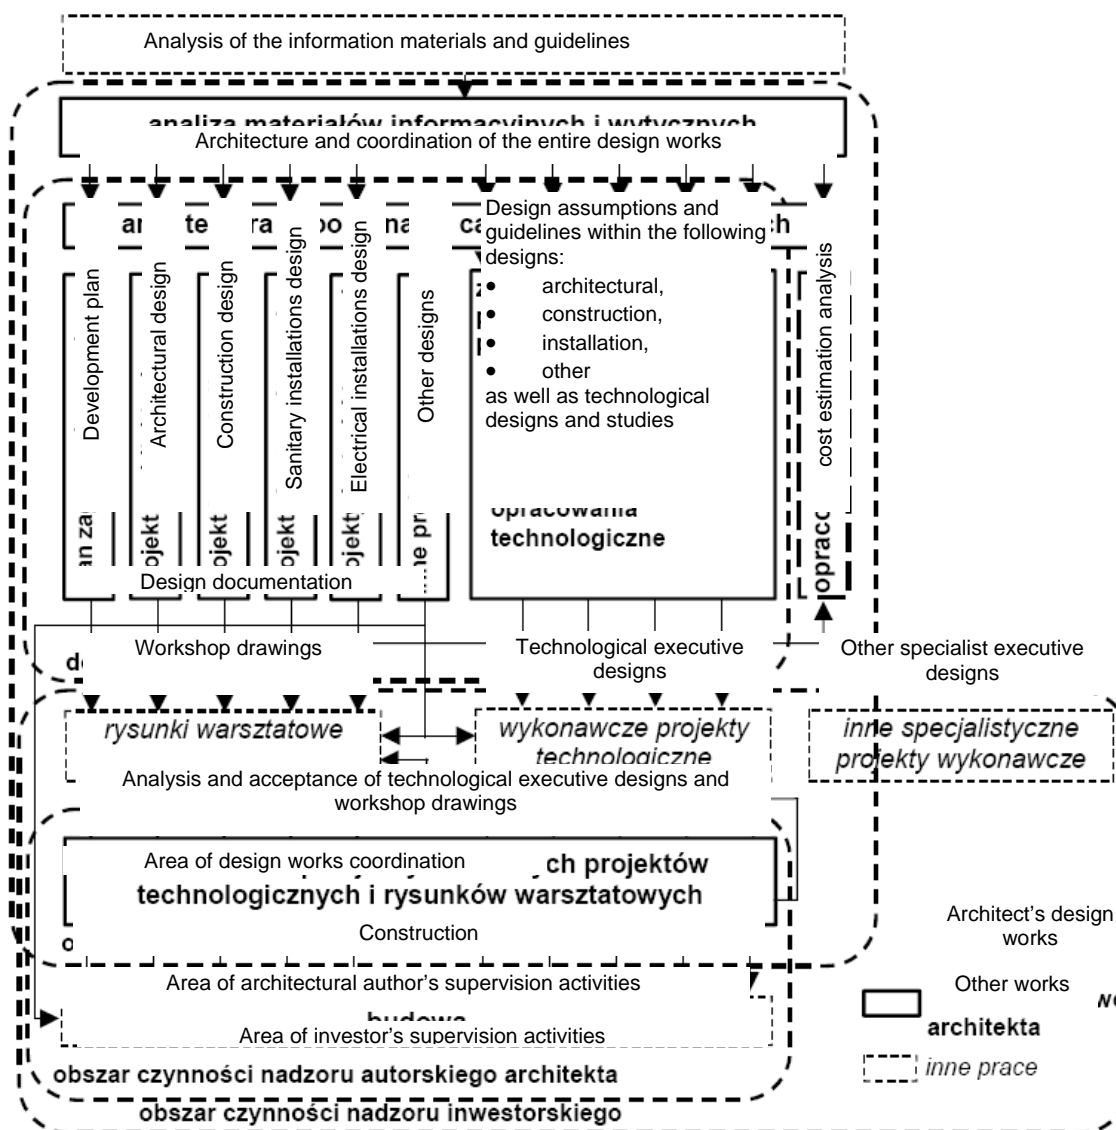 Analysis of the information materials and guidelines
analiza materiałów informacyjnych i wytycznych
Architecture and coordination of the entire design works
Design assumptions and
guidelines within the following
designs:
● architectural,
● construction,
● installation,
● other
as well as technological
designs and studies
opracowania
technologiczne
Development plan
Architectural design
Construction design
Sanitary installations design
Electrical installations design
Other designs
cost estimation analysis
Design documentation
Workshop drawings
Technological executive
designs
Other specialist executive
designs
rysunki warsztatowe
wykonawcze projekty
technologiczne
inne specjalistyczne
projekty wykonawcze
Analysis and acceptance of technological executive designs and
workshop drawings
Area of design works coordination
projektów
technologicznych i rysunków warsztatowych
Construction
Architect's design
works
Area of architectural author's supervision activities
Other works
budowa
Area of investor's supervision activities
architekta
obszar czynności nadzoru autorskiego architekta
inne prace
obszar czynności nadzoru inwestorskiego